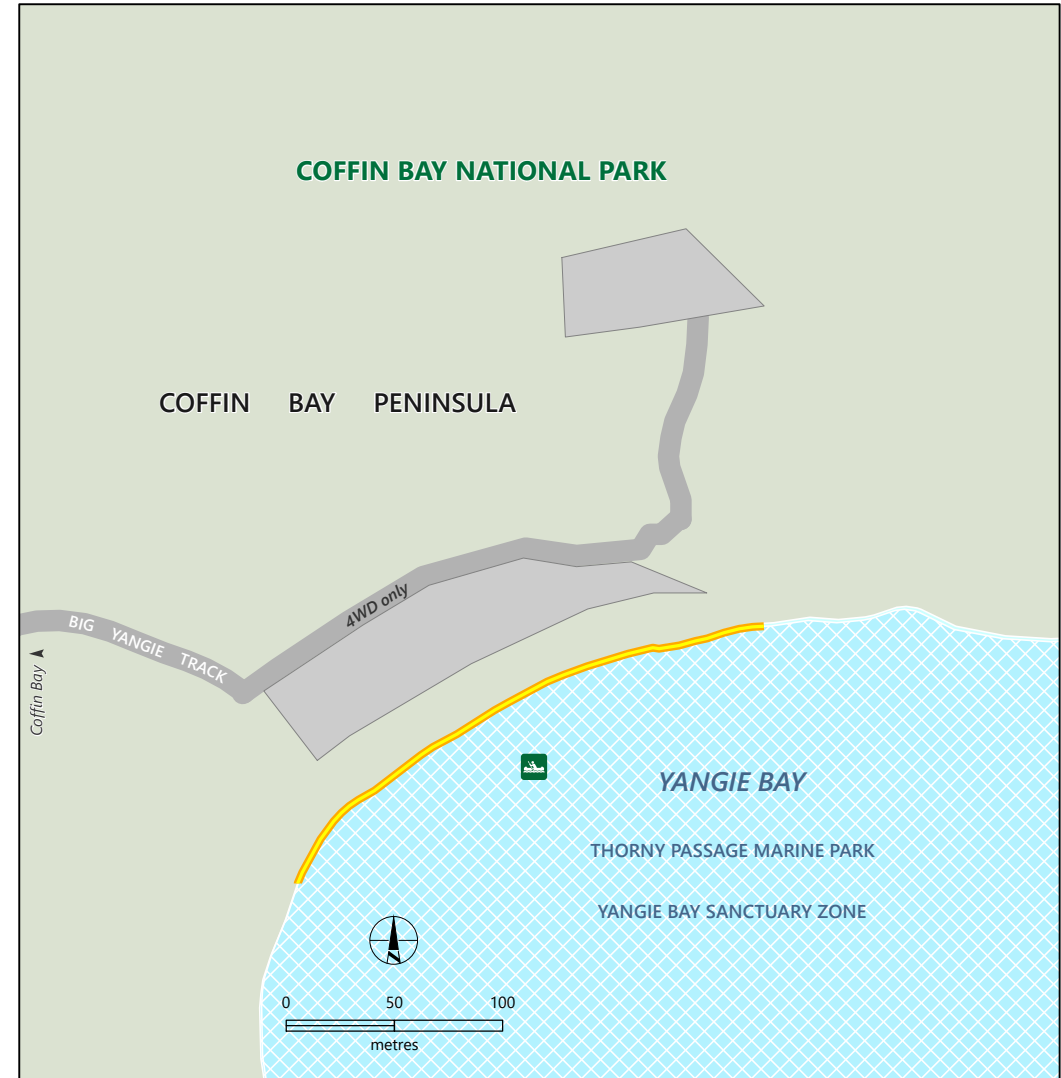 COFFIN BAY NATIONAL PARK
COFFIN BAY PENINSULA
4WD only
BIG YANGIE TRACK
Coffin Bay
YANGIE BAY
THORNY PASSAGE MARINE PARK
YANGIE BAY SANCTUARY ZONE
0 50 100
metres